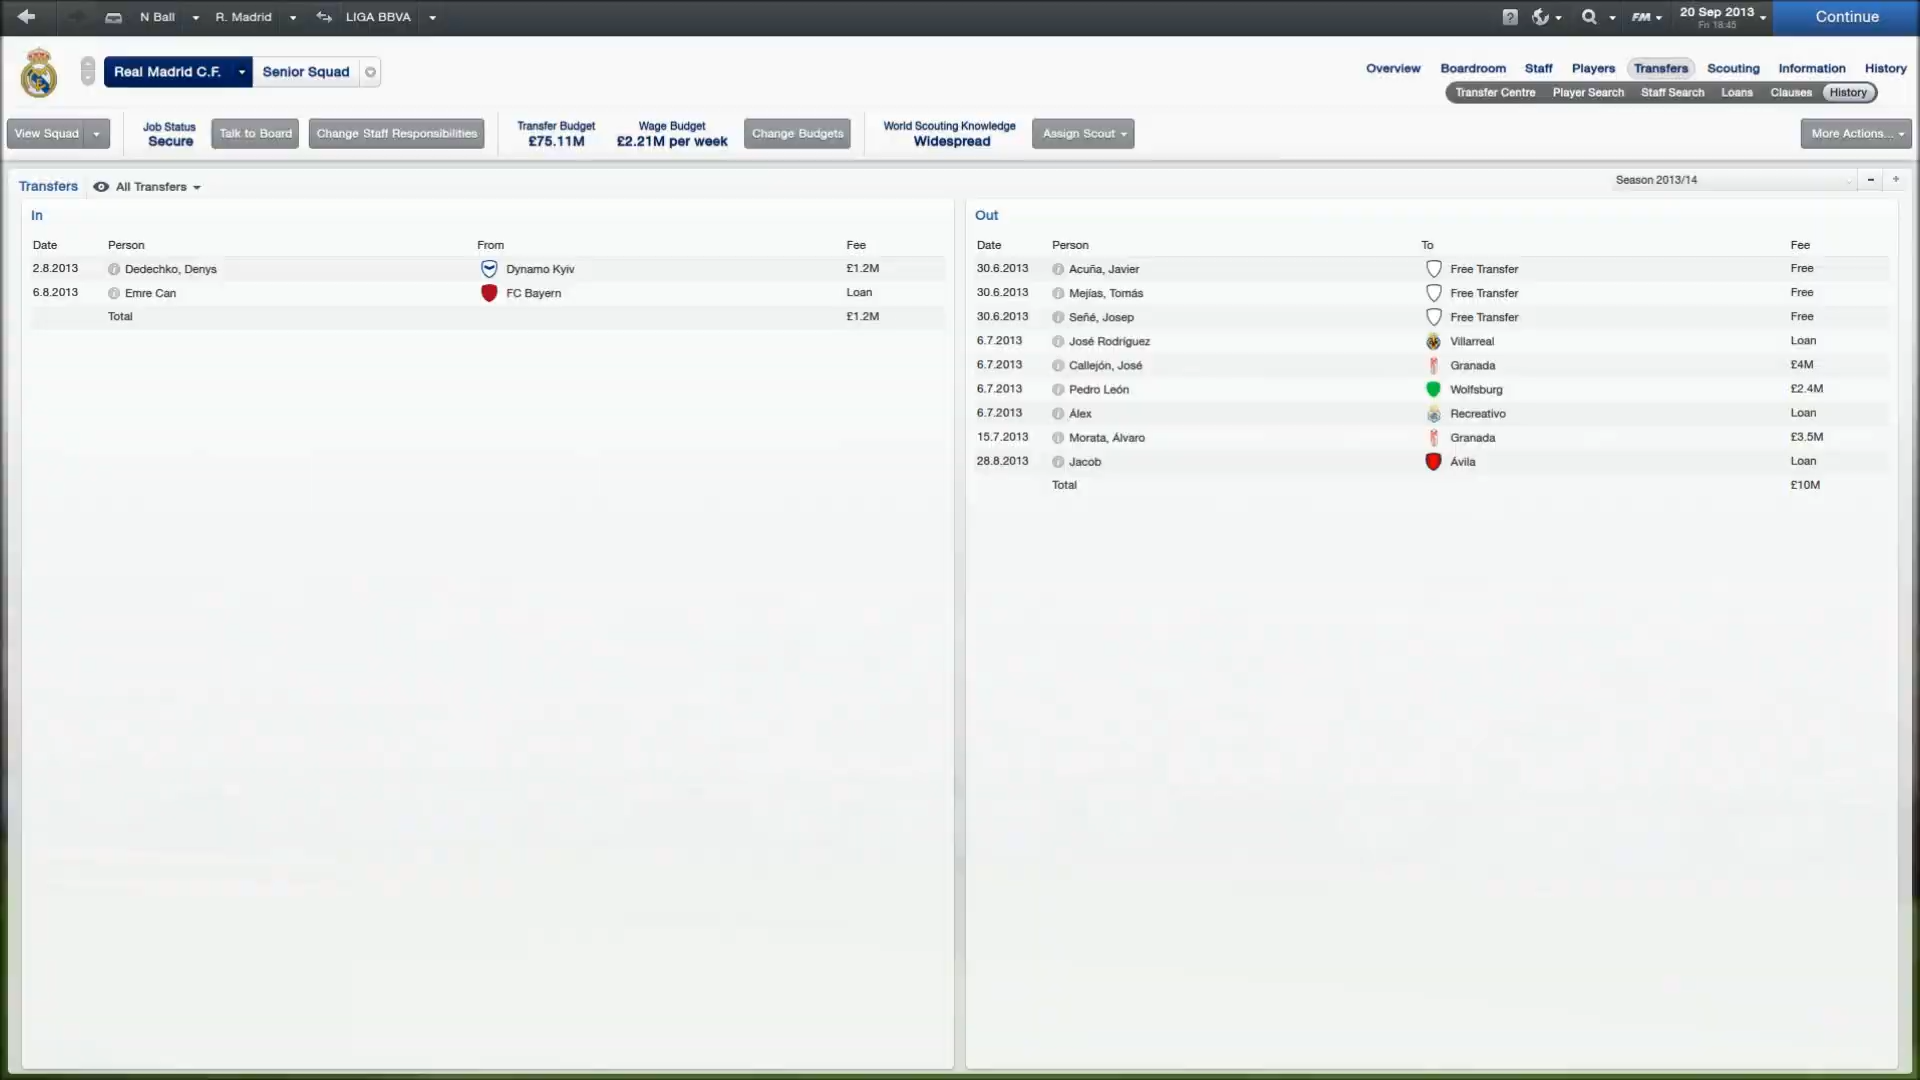 N Ball R. Madrid LIGA BBVA 20 Sep 2013 Continue
Fri 18:45
Real Madrid C.F. Senior Squad
Overview Boardroom Staff Players Transfers Scouting Information History
Transfer Centre Player Search Staff Search Loans Clauses History
View Squad Job Status Talk to Board Change Staff Responsibilities Transfer Budget Wage Budget Change Budgets World Scouting Knowledge Assign Scout More Actions...
Secure £75.11M £2.21M per week Widespread
Transfers All Transfers Season 2013/14 - +
In
Date Person From Fee
2.8.2013 Dedechko, Denys Dynamo Kyiv £1.2M
6.8.2013 Emre Can FC Bayern Loan
Total £1.2M
Out
Date Person To Fee
30.6.2013 Acuña, Javier Free Transfer Free
30.6.2013 Mejías, Tomás Free Transfer Free
30.6.2013 Señé, Josep Free Transfer Free
6.7.2013 José Rodríguez Villarreal Loan
6.7.2013 Callejón, José Granada £4M
6.7.2013 Pedro León Wolfsburg £2.4M
6.7.2013 Álex Recreativo Loan
15.7.2013 Morata, Álvaro Granada £3.5M
28.8.2013 Jacob Ávila Loan
Total £10M